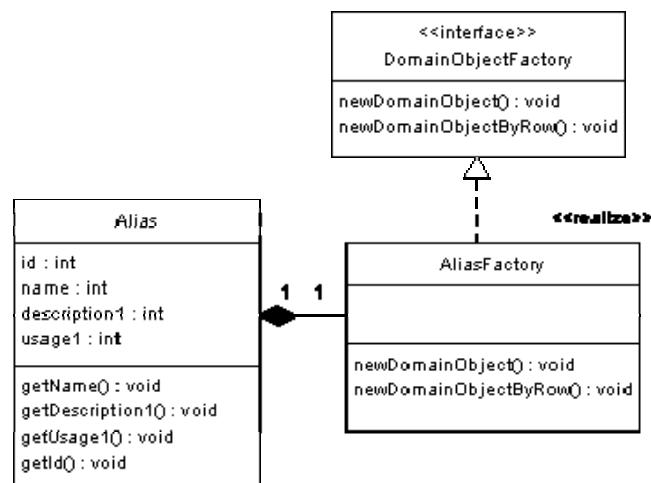 <<interface>>
DomainObjectFactory
newDomainObject() : void
newDomainObjectByRow() : void
<<realize>>
Alias
id : int
name : int
description1 : int
usage1 : int
getName() : void
getDescription1() : void
getUsage1() : void
getId() : void
1 1
AliasFactory
newDomainObject() : void
newDomainObjectByRow() : void